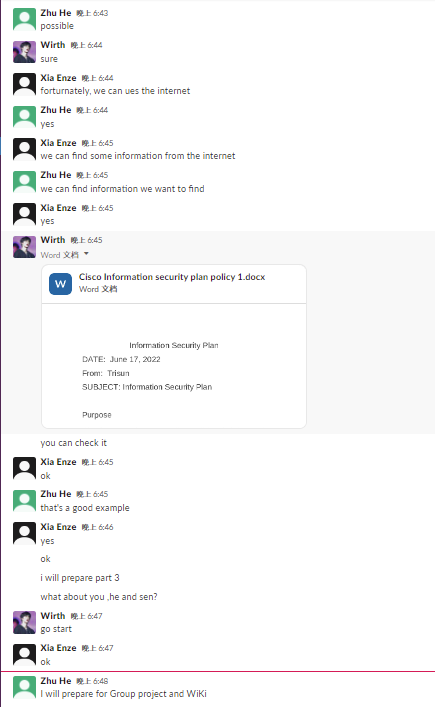 Zhu He 晚上 6:43
possible
Wirth 晚上 6:44
sure
Xia Enze 晚上 6:44
forturnately, we can ues the internet
Zhu He 晚上 6:44
yes
Xia Enze 晚上 6:45
we can find some information from the internet
Zhu He 晚上 6:45
we can find information we want to find
Xia Enze 晚上 6:45
yes
Wirth 晚上 6:45
Word 文档
W
Cisco Information security plan policy 1.docx
Word 文档
Information Security Plan
DATE: June 17, 2022
From: Trisun
SUBJECT: Information Security Plan
Purpose
you can check it
Xia Enze 晚上 6:45
ok
Zhu He 晚上 6:45
that's a good example
Xia Enze 晚上 6:46
yes
ok
i will prepare part 3
what about you ,he and sen?
Wirth 晚上 6:47
go start
Xia Enze 晚上 6:47
ok
Zhu He 晚上 6:48
I will prepare for Group project and WiKi